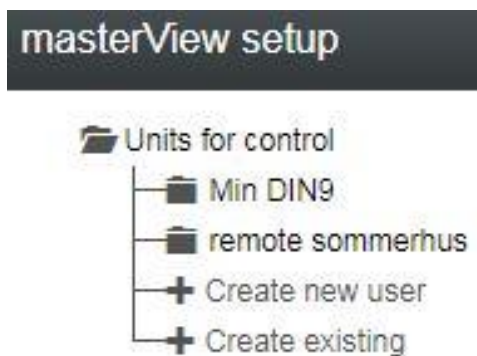 masterView setup
Units for control
Min DIN9
remote sommerhus
Create new user
Create existing